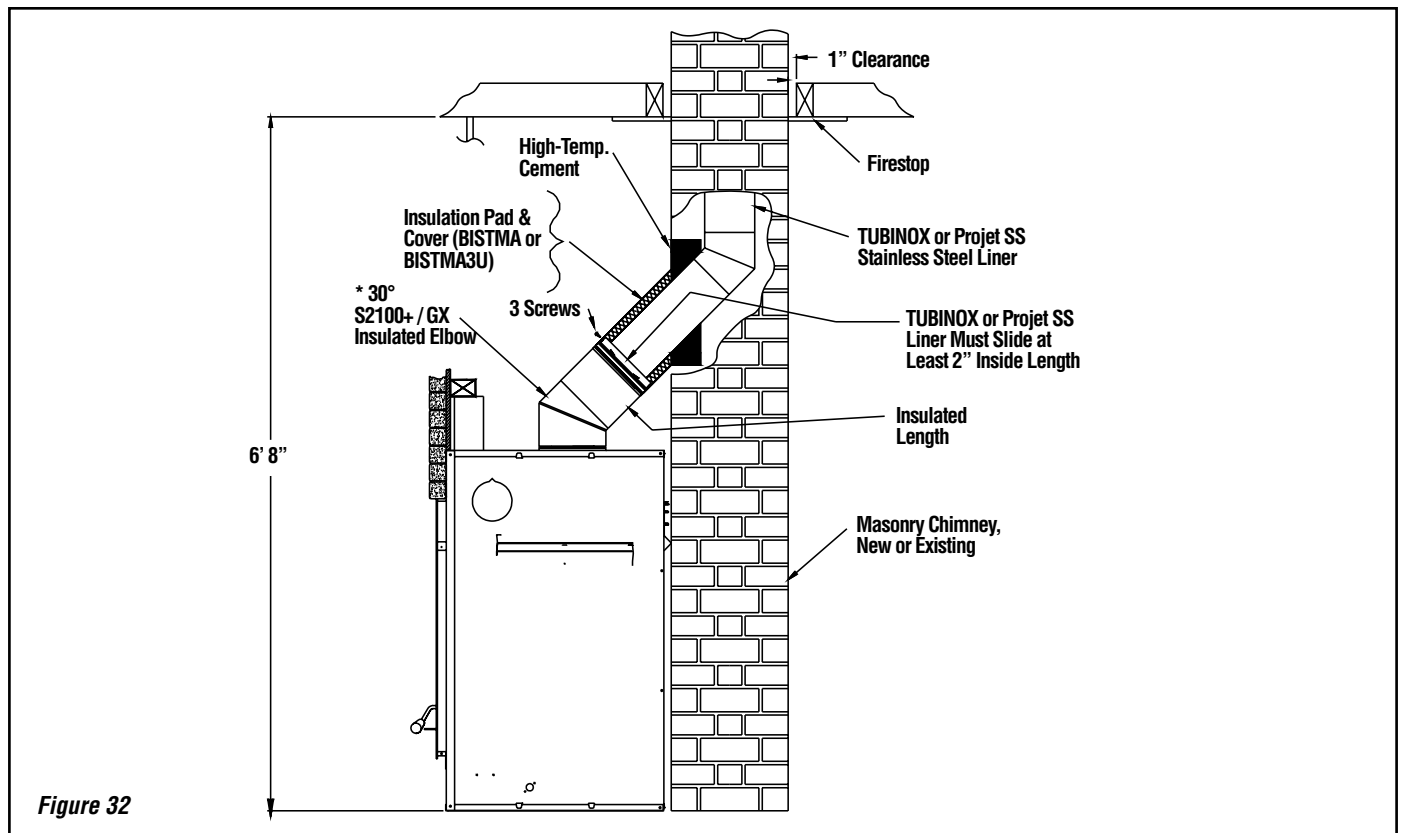 1” Clearance
High-Temp.
Cement
Firestop
Insulation Pad &
Cover (BISTMA or
BISTMA3U)
TUBINOX or Projet SS
Stainless Steel Liner
* 30°
S2100+ / GX
Insulated Elbow
3 Screws
TUBINOX or Projet SS
Liner Must Slide at
Least 2” Inside Length
Insulated
Length
6’ 8”
Masonry Chimney,
New or Existing
Figure 32